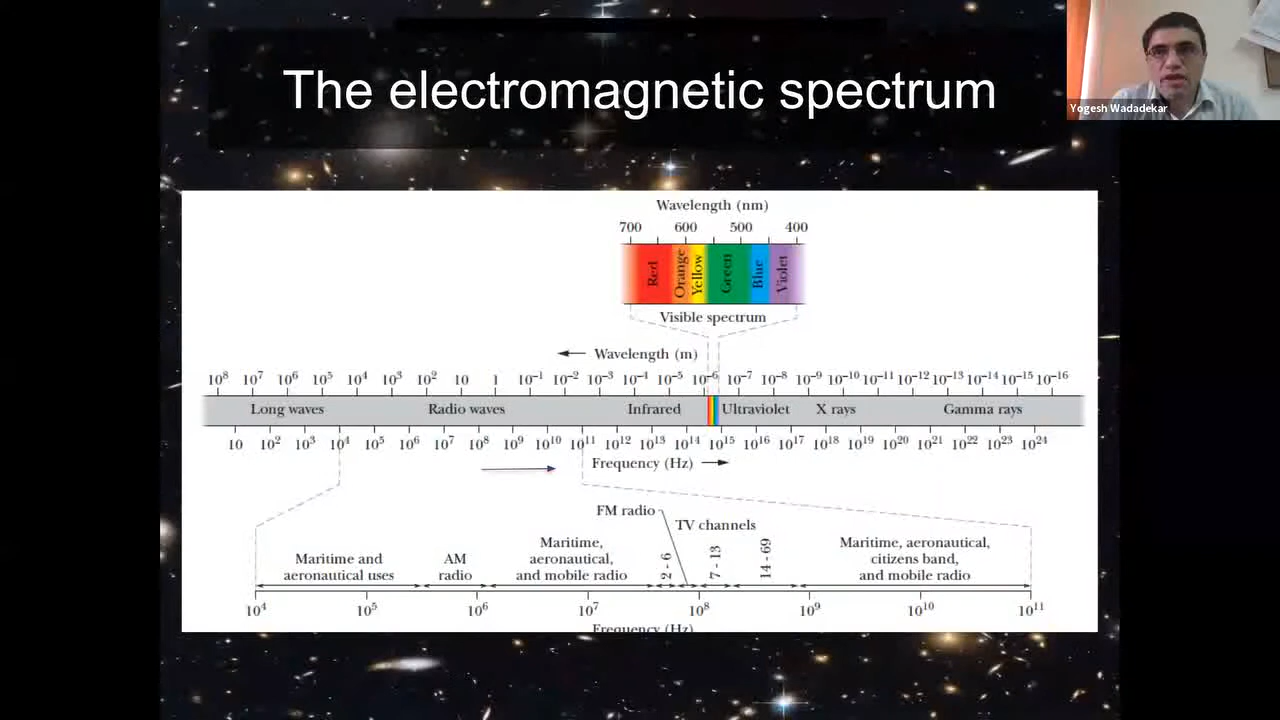 The electromagnetic spectrum
Yogesh Wadadekar
Wavelength (nm)
700 600 500 400
Red Orange Yellow Green Blue Violet
Visible spectrum
← Wavelength (m)
10⁸ 10⁷ 10⁶ 10⁵ 10⁴ 10³ 10² 10 1 10⁻¹ 10⁻² 10⁻³ 10⁻⁴ 10⁻⁵ 10⁻⁶ 10⁻⁷ 10⁻⁸ 10⁻⁹ 10⁻¹⁰ 10⁻¹¹ 10⁻¹² 10⁻¹³ 10⁻¹⁴ 10⁻¹⁵ 10⁻¹⁶
Long waves Radio waves Infrared Ultraviolet X rays Gamma rays
10 10² 10³ 10⁴ 10⁵ 10⁶ 10⁷ 10⁸ 10⁹ 10¹⁰ 10¹¹ 10¹² 10¹³ 10¹⁴ 10¹⁵ 10¹⁶ 10¹⁷ 10¹⁸ 10¹⁹ 10²⁰ 10²¹ 10²² 10²³ 10²⁴
Frequency (Hz) →
FM radio
TV channels
Maritime and
aeronautical uses
AM
radio
Maritime,
aeronautical,
and mobile radio
2 - 6
7 - 13
14 - 69
Maritime, aeronautical,
citizens band,
and mobile radio
10⁴ 10⁵ 10⁶ 10⁷ 10⁸ 10⁹ 10¹⁰ 10¹¹
Frequency (Hz)